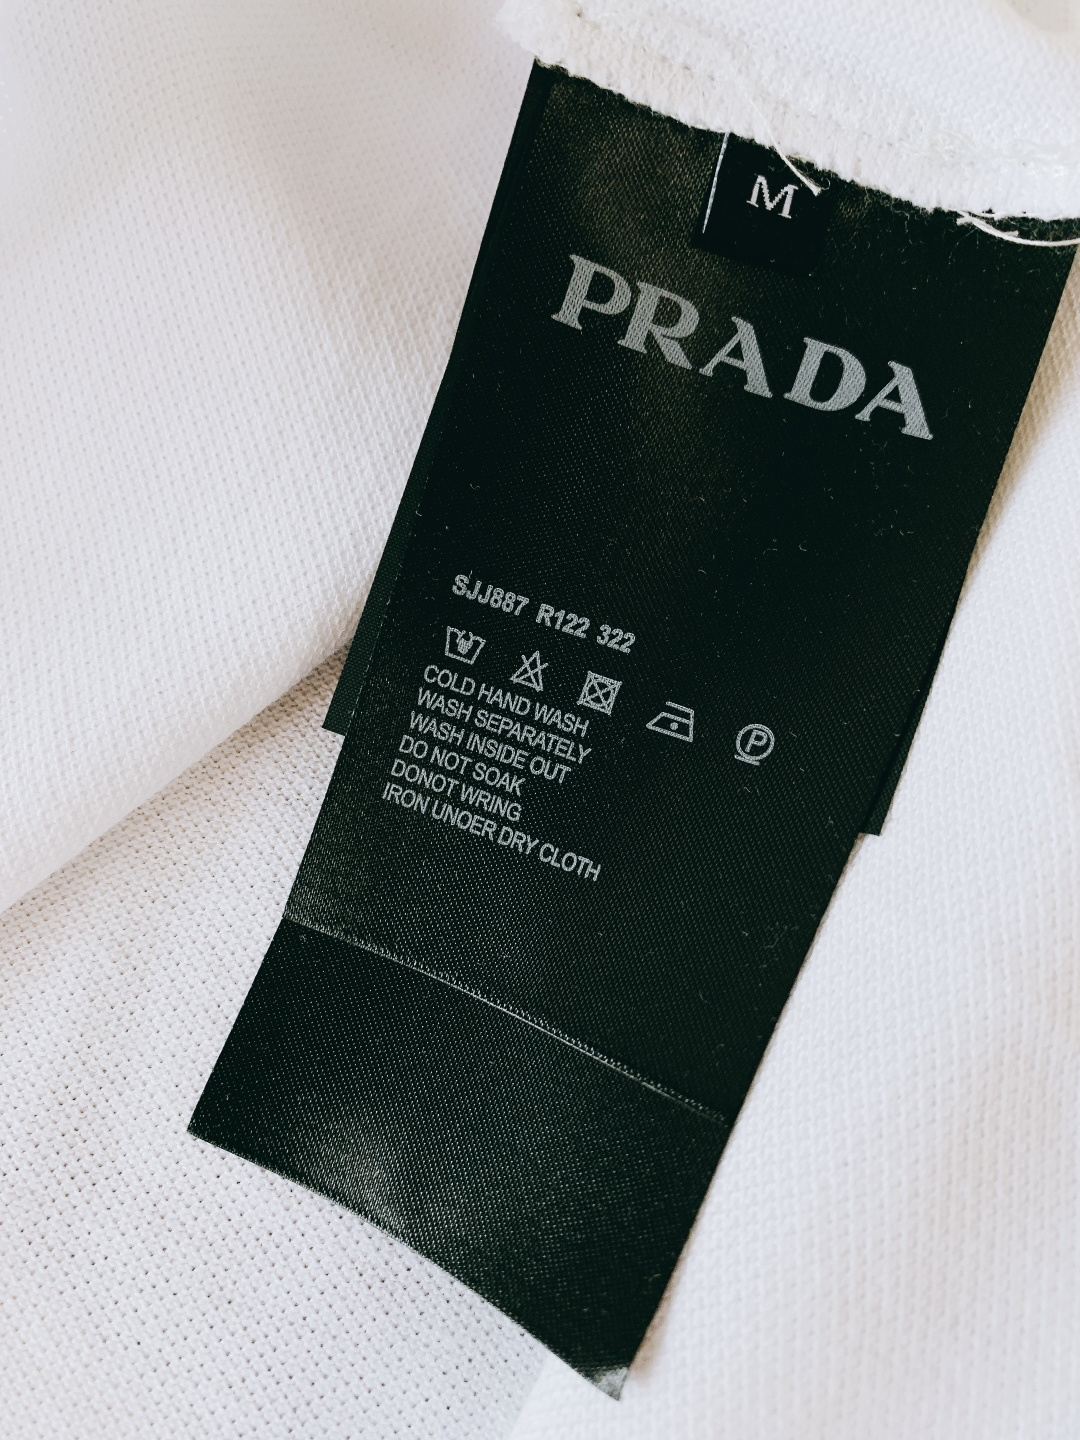 M
PRADA
SJJ887 R122 322
P
COLD HAND WASH
WASH SEPARATELY
WASH INSIDE OUT
DO NOT SOAK
DONOT WRING
IRON UNOER DRY CLOTH